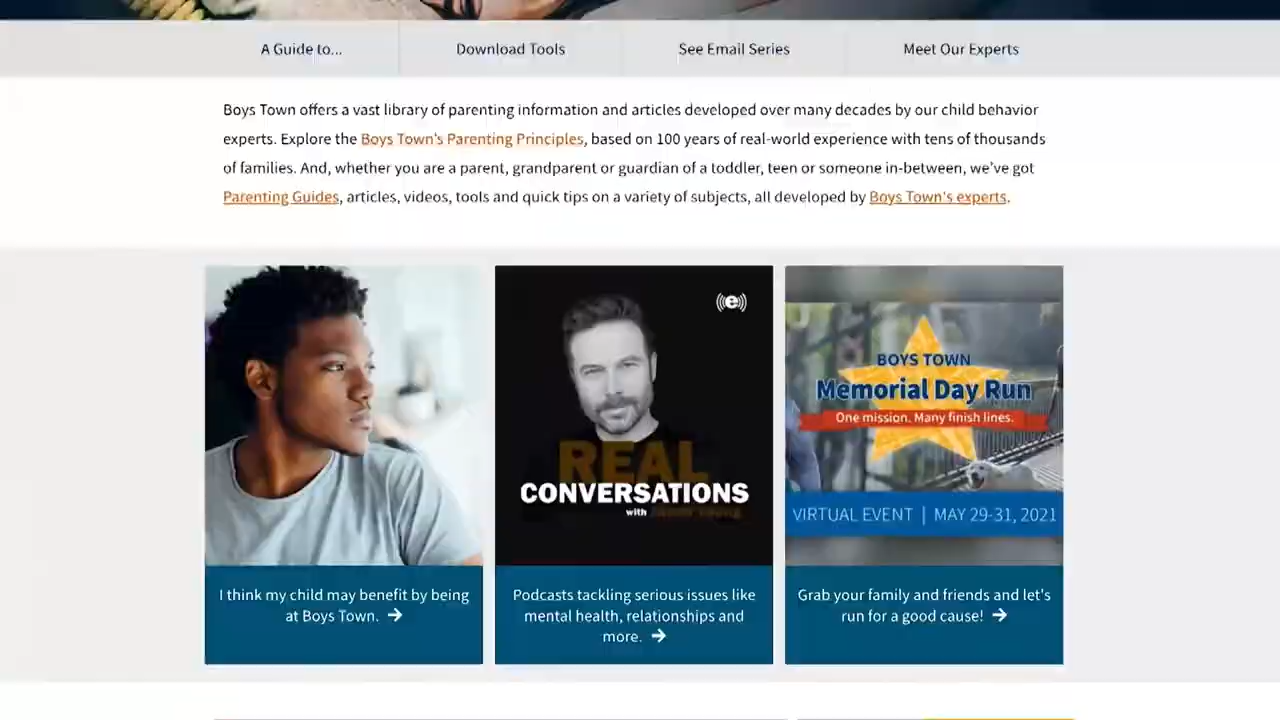 A Guide to...
Download Tools
See Email Series
Meet Our Experts
Boys Town offers a vast library of parenting information and articles developed over many decades by our child behavior
experts. Explore the Boys Town's Parenting Principles, based on 100 years of real-world experience with tens of thousands
of families. And, whether you are a parent, grandparent or guardian of a toddler, teen or someone in-between, we've got
Parenting Guides, articles, videos, tools and quick tips on a variety of subjects, all developed by Boys Town's experts.
I think my child may benefit by being
at Boys Town. →
e
REAL
CONVERSATIONS
with
Podcasts tackling serious issues like
mental health, relationships and
more. →
BOYS TOWN
Memorial Day Run
One mission. Many finish lines.
VIRTUAL EVENT | MAY 29-31, 2021
Grab your family and friends and let's
run for a good cause! →